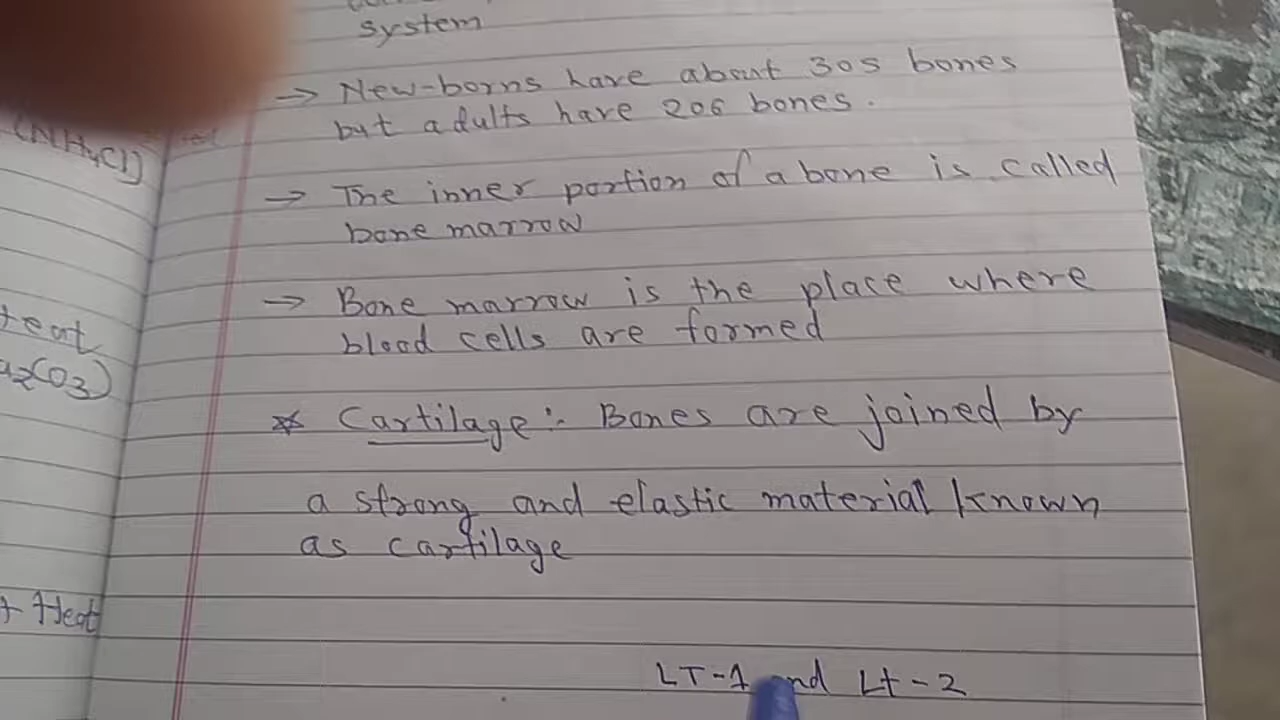 system
→ New-borns have about 305 bones
but adults have 206 bones.
→ The inner portion of a bone is called
bone marrow
→ Bone marrow is the place where
blood cells are formed
* Cartilage :- Bones are joined by
a strong and elastic material known
as cartilage
LT-1 and Lt-2
(NH4Cl)
+ Heat